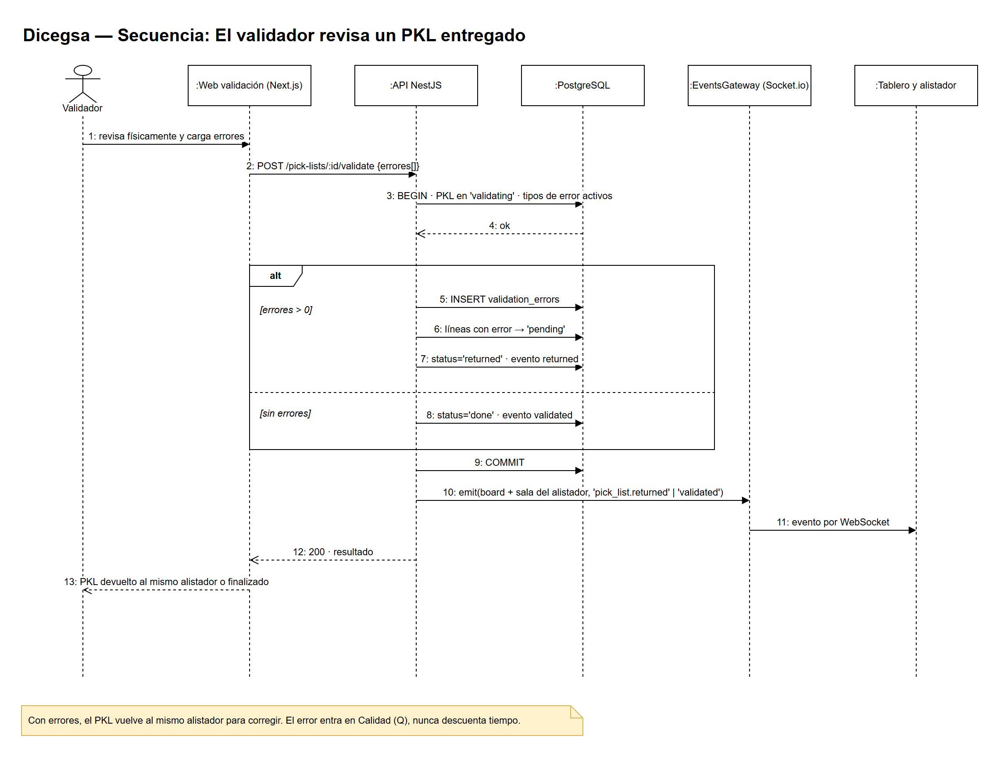 Dicegsa — Secuencia: El validador revisa un PKL entregado
Validador
:Web validación (Next.js)
:API NestJS
:PostgreSQL
:EventsGateway (Socket.io)
:Tablero y alistador
1: revisa físicamente y carga errores
2: POST /pick-lists/:id/validate {errores[]}
3: BEGIN · PKL en 'validating' · tipos de error activos
4: ok
alt
[errores > 0]
5: INSERT validation_errors
6: líneas con error → 'pending'
7: status='returned' · evento returned
[sin errores]
8: status='done' · evento validated
9: COMMIT
10: emit(board + sala del alistador, 'pick_list.returned' | 'validated')
11: evento por WebSocket
12: 200 · resultado
13: PKL devuelto al mismo alistador o finalizado
Con errores, el PKL vuelve al mismo alistador para corregir. El error entra en Calidad (Q), nunca descuenta tiempo.